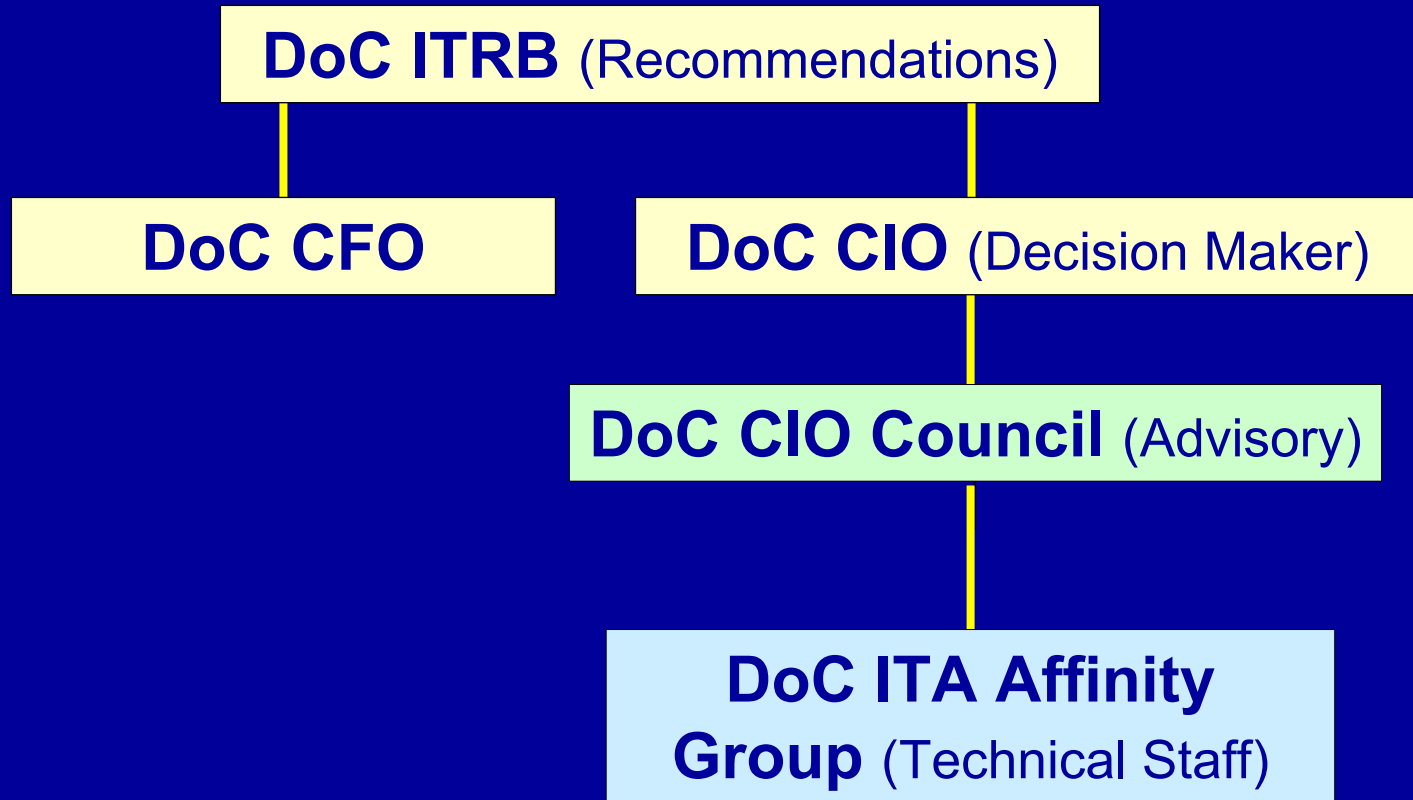 DoC ITRB (Recommendations)
DoC CFO
DoC CIO (Decision Maker)
DoC CIO Council (Advisory)
DoC ITA Affinity
Group (Technical Staff)